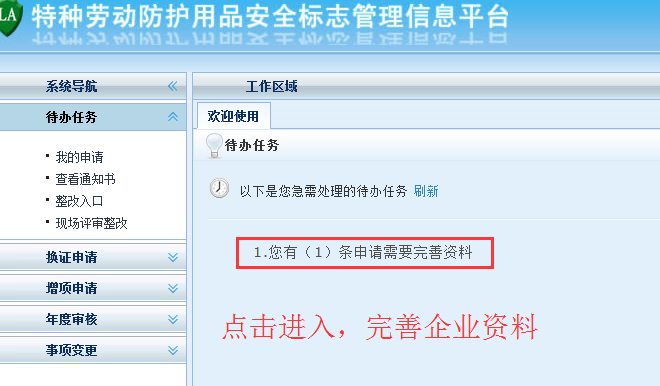 LA 特种劳动防护用品安全标志管理信息平台
系统导航
工作区域
待办任务
我的申请
查看通知书
整改入口
现场评审整改
换证申请
增项申请
年度审核
事项变更
欢迎使用
待办任务
以下是您急需处理的待办任务 刷新
1.您有（1）条申请需要完善资料
点击进入，完善企业资料